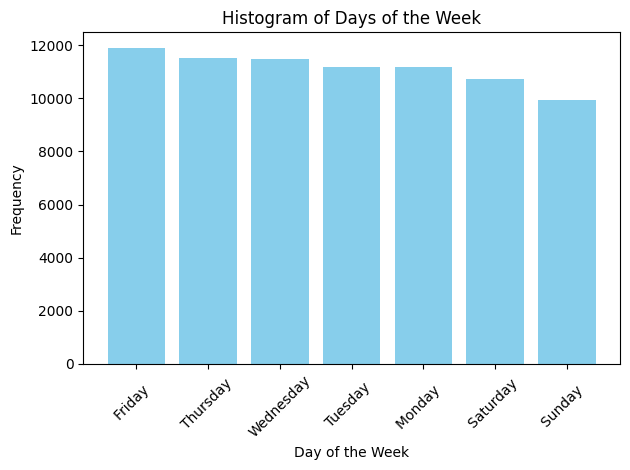 Histogram of Days of the Week
12000
10000
8000
6000
4000
2000
0
Frequency
Friday
Thursday
Wednesday
Tuesday
Monday
Saturday
Sunday
Day of the Week